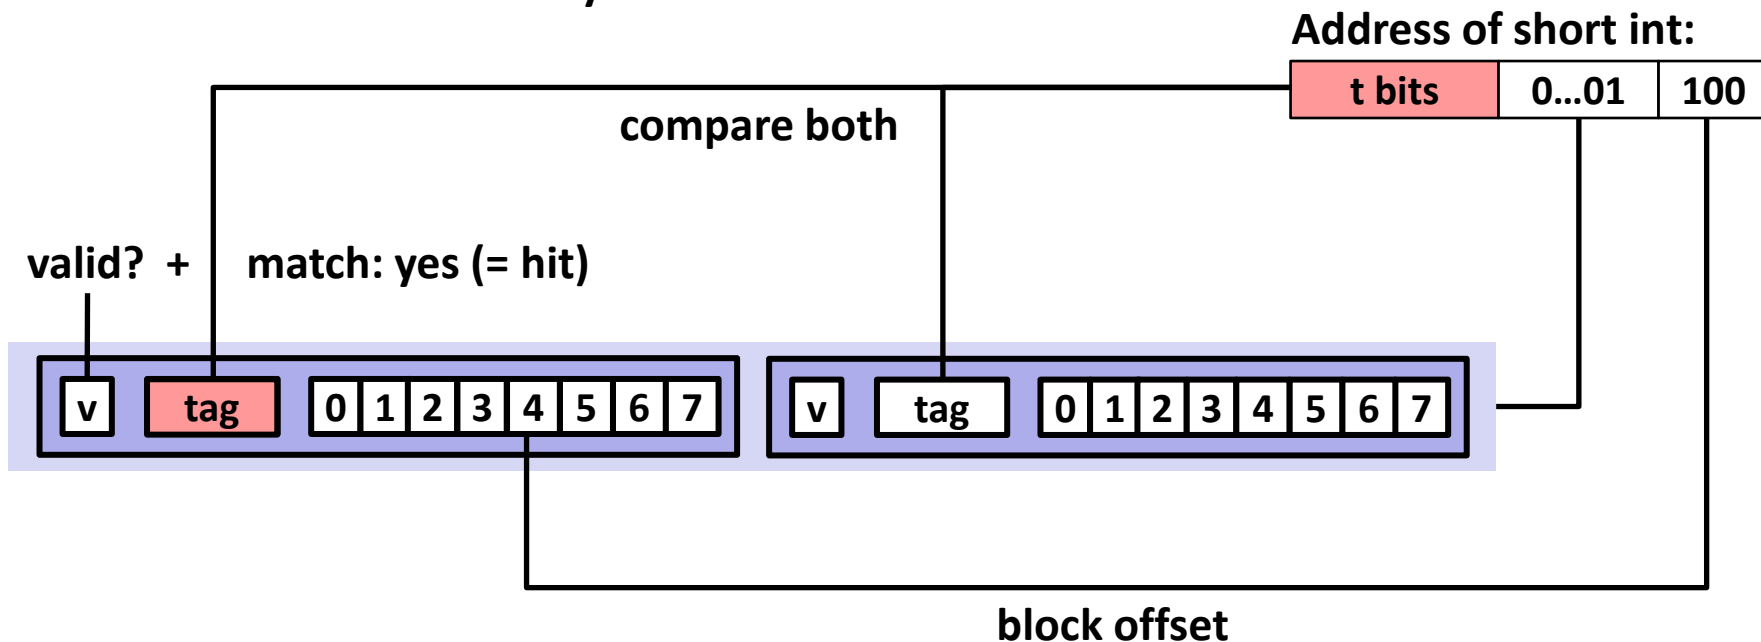 Address of short int:
t bits 0...01 100
compare both
valid? + match: yes (= hit)
v tag 0 1 2 3 4 5 6 7 v tag 0 1 2 3 4 5 6 7
block offset